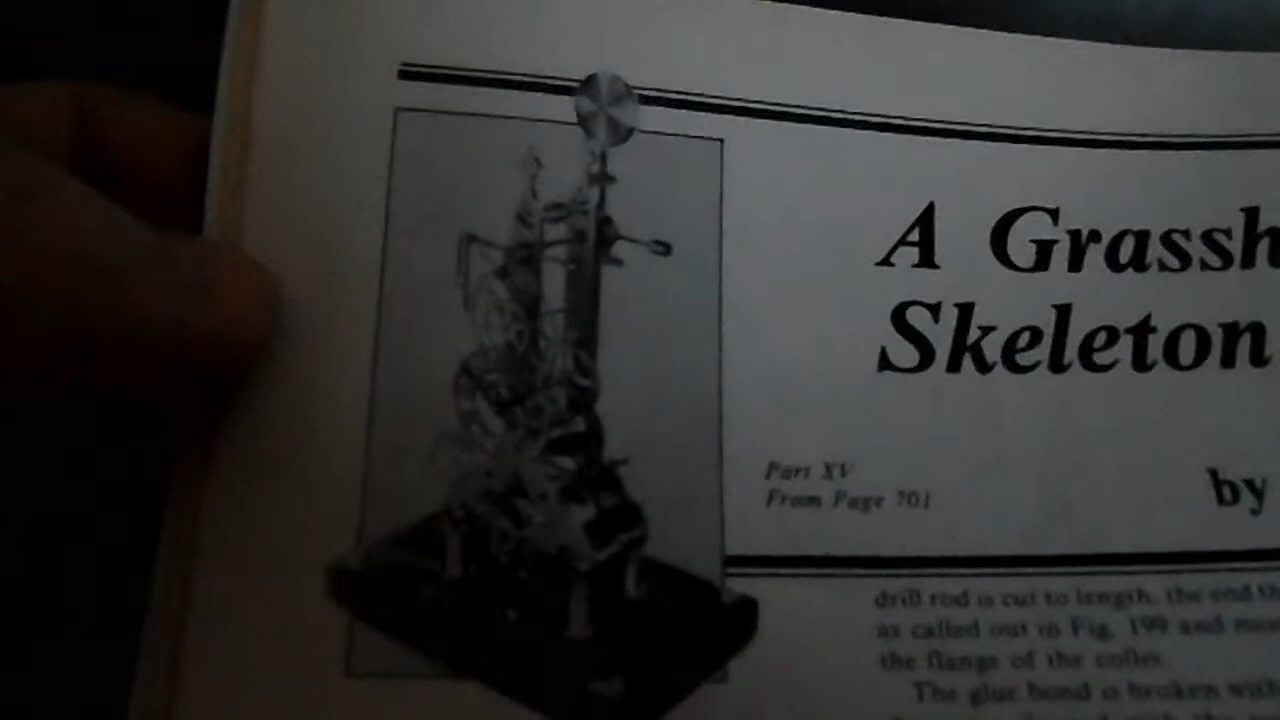 A Grassh
Skeleton
Part XV
From Page 701
by
drill rod is cut to length, the end th
as called out in Fig. 199 and
the flange of the collet.
The glue bond is broken with